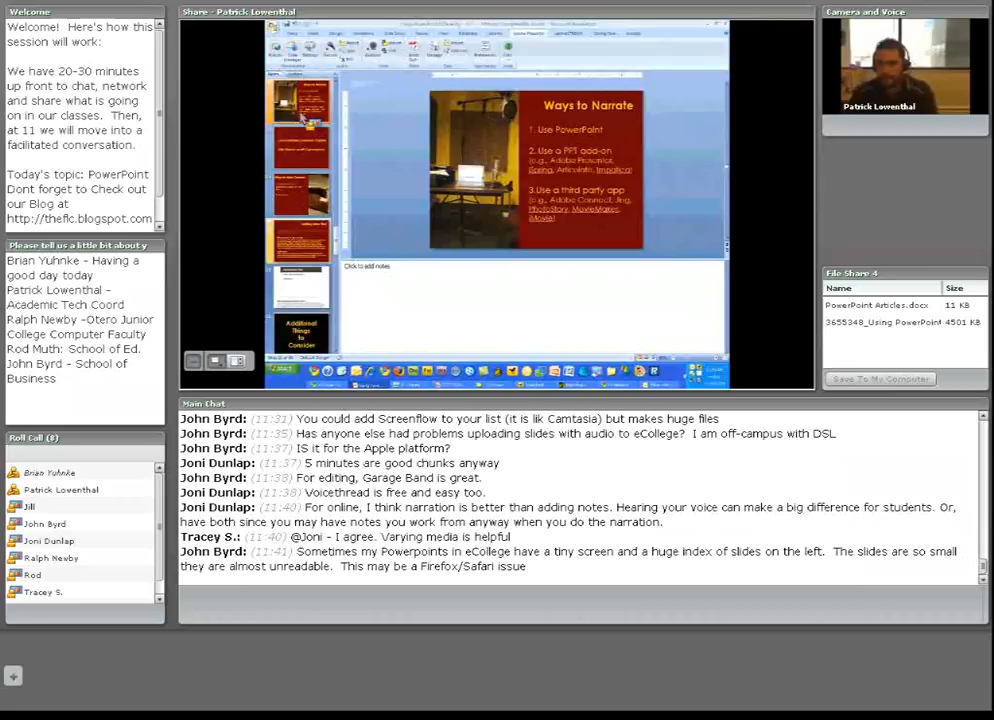 Welcome
Welcome! Here's how this
session will work:
We have 20-30 minutes
up front to chat, network
and share what is going
on in our classes. Then,
at 11 we will move into a
facilitated conversation.
Today's topic: PowerPoint
Dont forget to Check out
our Blog at
http://theflc.blogspot.com
Please tell us a little bit about y
Brian Yuhnke - Having a
good day today
Patrick Lowenthal -
Academic Tech Coord
Ralph Newby -Otero Junior
College Computer Faculty
Rod Muth: School of Ed.
John Byrd - School of
Business
Roll Call (8)
Brian Yuhnke
Patrick Lowenthal
Jill
John Byrd
Joni Dunlap
Ralph Newby
Rod
Tracey S.
Share - Patrick Lowenthal
Ways to Narrate
1. Use PowerPoint
2. Use a PPT add-on
(e.g., Adobe Presenter,
iSpring, Articulate, Impatica)
3.Use a third party app
(e.g., Adobe Connect, Jing,
PhotoStory, MovieMaker,
iMovie)
Click to add notes
Additional
Things
to
Consider
Camera and Voice
Patrick Lowenthal
File Share 4
Name Size
PowerPoint Articles.docx 11 KB
3655348_Using PowerPoint 4501 KB
Save To My Computer
Main Chat
John Byrd: (11:31) You could add Screenflow to your list (it is lik Camtasia) but makes huge files
John Byrd: (11:35) Has anyone else had problems uploading slides with audio to eCollege? I am off-campus with DSL
John Byrd: (11:37) IS it for the Apple platform?
Joni Dunlap: (11:37) 5 minutes are good chunks anyway
John Byrd: (11:38) For editing, Garage Band is great.
Joni Dunlap: (11:38) Voicethread is free and easy too.
Joni Dunlap: (11:40) For online, I think narration is better than adding notes. Hearing your voice can make a big difference for students. Or,
have both since you may have notes you work from anyway when you do the narration.
Tracey S.: (11:40) @Joni - I agree. Varying media is helpful
John Byrd: (11:41) Sometimes my Powerpoints in eCollege have a tiny screen and a huge index of slides on the left. The slides are so small
they are almost unreadable. This may be a Firefox/Safari issue